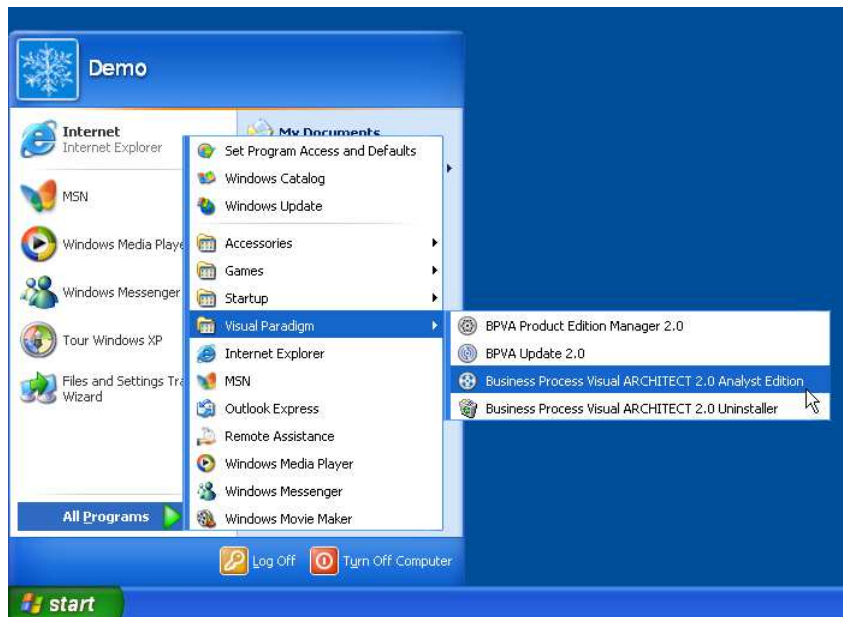 Demo
Internet
Internet Explorer
MSN
Windows Media Playe
Windows Messenger
Tour Windows XP
Files and Settings Tra
Wizard
All Programs
My Documents
Set Program Access and Defaults
Windows Catalog
Windows Update
Accessories
Games
Startup
Visual Paradigm
Internet Explorer
MSN
Outlook Express
Remote Assistance
Windows Media Player
Windows Messenger
Windows Movie Maker
BPVA Product Edition Manager 2.0
BPVA Update 2.0
Business Process Visual ARCHITECT 2.0 Analyst Edition
Business Process Visual ARCHITECT 2.0 Uninstaller
Log Off
Turn Off Computer
start